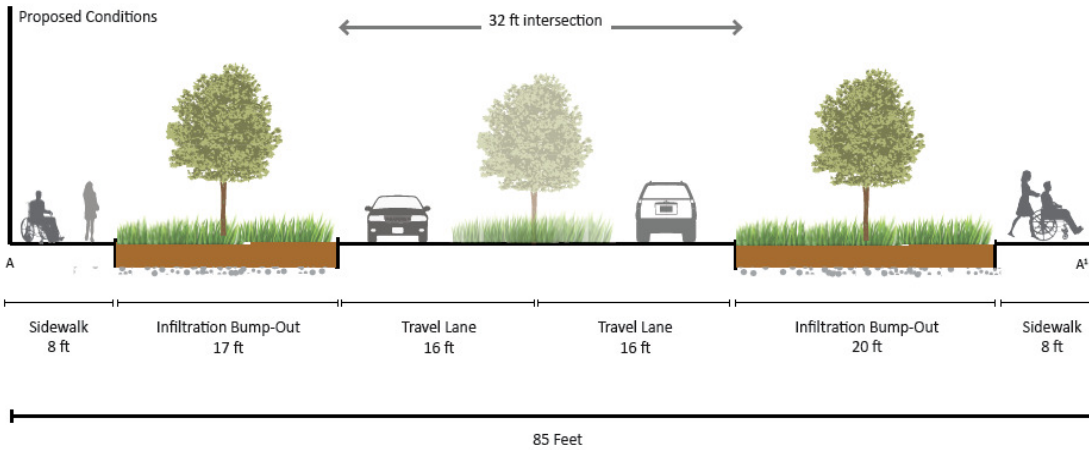 Proposed Conditions
32 ft intersection
A
A¹
Sidewalk
8 ft
Infiltration Bump-Out
17 ft
Travel Lane
16 ft
Travel Lane
16 ft
Infiltration Bump-Out
20 ft
Sidewalk
8 ft
85 Feet